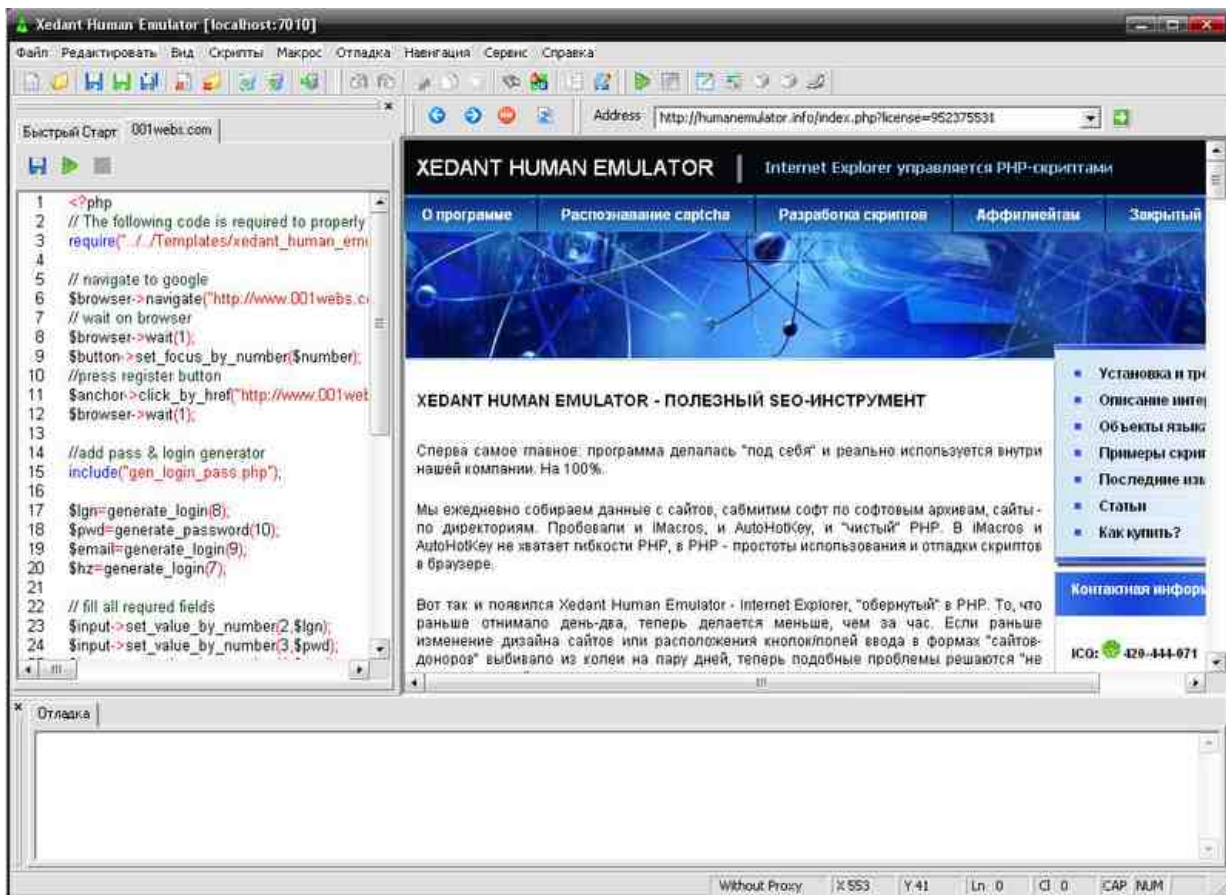 Xedant Human Emulator [localhost:7010]
Файл Редактировать Вид Скрипты Макрос Отладка Навигация Сервис Справка
Быстрый Старт 001webs.com
1 <?php
2 // The following code is required to properly
3 require("../../Templates/xedant_human_emu
4
5 // navigate to google
6 $browser->navigate("http://www.001webs.co
7 // wait on browser
8 $browser->wait(1);
9 $button->set_focus_by_number($number);
10 //press register button
11 $anchor->click_by_href("http://www.001web
12 $browser->wait(1);
13
14 //add pass & login generator
15 include("gen_login_pass.php");
16
17 $lgn=generate_login(8);
18 $pwd=generate_password(10);
19 $email=generate_login(9);
20 $hz=generate_login(7);
21
22 // fill all requred fields
23 $input->set_value_by_number(2,$lgn);
24 $input->set_value_by_number(3,$pwd);
Address http://humanemulator.info/index.php?license=952375531
XEDANT HUMAN EMULATOR | Internet Explorer управляется PHP-скриптами
О программе Распознавание captcha Разработка скриптов Аффилиейтам Закрытый
XEDANT HUMAN EMULATOR - ПОЛЕЗНЫЙ SEO-ИНСТРУМЕНТ
Сперва самое главное: программа делалась "под себя" и реально используется внутри
нашей компании. На 100%.
Мы ежедневно собираем данные с сайтов, сабмитим софт по софтовым архивам, сайты -
по директориям. Пробовали и iMacros, и AutoHotKey, и "чистый" PHP. В iMacros и
AutoHotKey не хватает гибкости PHP, в PHP - простоты использования и отладки скриптов
в браузере.
Вот так и появился Xedant Human Emulator - Internet Explorer, "обернутый" в PHP. То, что
раньше отнимало день-два, теперь делается меньше, чем за час. Если раньше
изменение дизайна сайтов или расположения кнопок/полей ввода в формах "сайтов-
доноров" выбивало из колеи на пару дней, теперь подобные проблемы решаются "не
Установка и тре
Описание интер
Объекты языка
Примеры скрип
Последние изм
Статьи
Как купить?
Контактная информ
ICQ: 420-444-071
Отладка
Without Proxy X 553 Y 41 Ln 0 Cl 0 CAP NUM